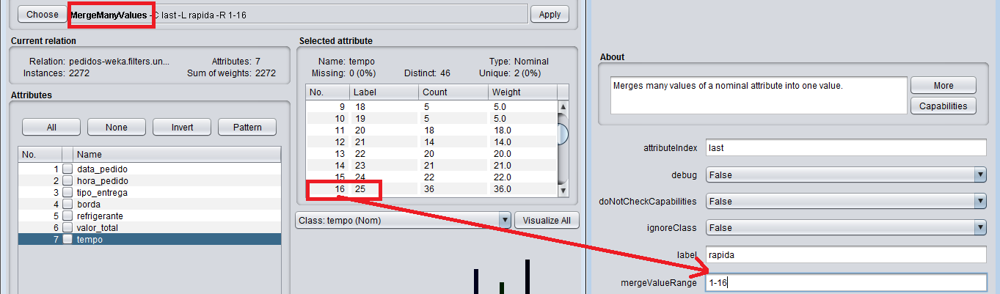 Choose MergeManyValues -C last -L rapida -R 1-16 Apply
Current relation
Relation: pedidos-weka.filters.un... Attributes: 7
Instances: 2272 Sum of weights: 2272
Attributes
All None Invert Pattern
No. Name
1 data_pedido
2 hora_pedido
3 tipo_entrega
4 borda
5 refrigerante
6 valor_total
7 tempo
Selected attribute
Name: tempo Type: Nominal
Missing: 0 (0%) Distinct: 46 Unique: 2 (0%)
No. Label Count Weight
9 18 5 5.0
10 19 5 5.0
11 20 18 18.0
12 21 14 14.0
13 22 20 20.0
14 23 21 21.0
15 24 22 22.0
16 25 36 36.0
Class: tempo (Nom) Visualize All
About
Merges many values of a nominal attribute into one value.
More
Capabilities
attributeIndex last
debug False
doNotCheckCapabilities False
ignoreClass False
label rapida
mergeValueRange 1-16